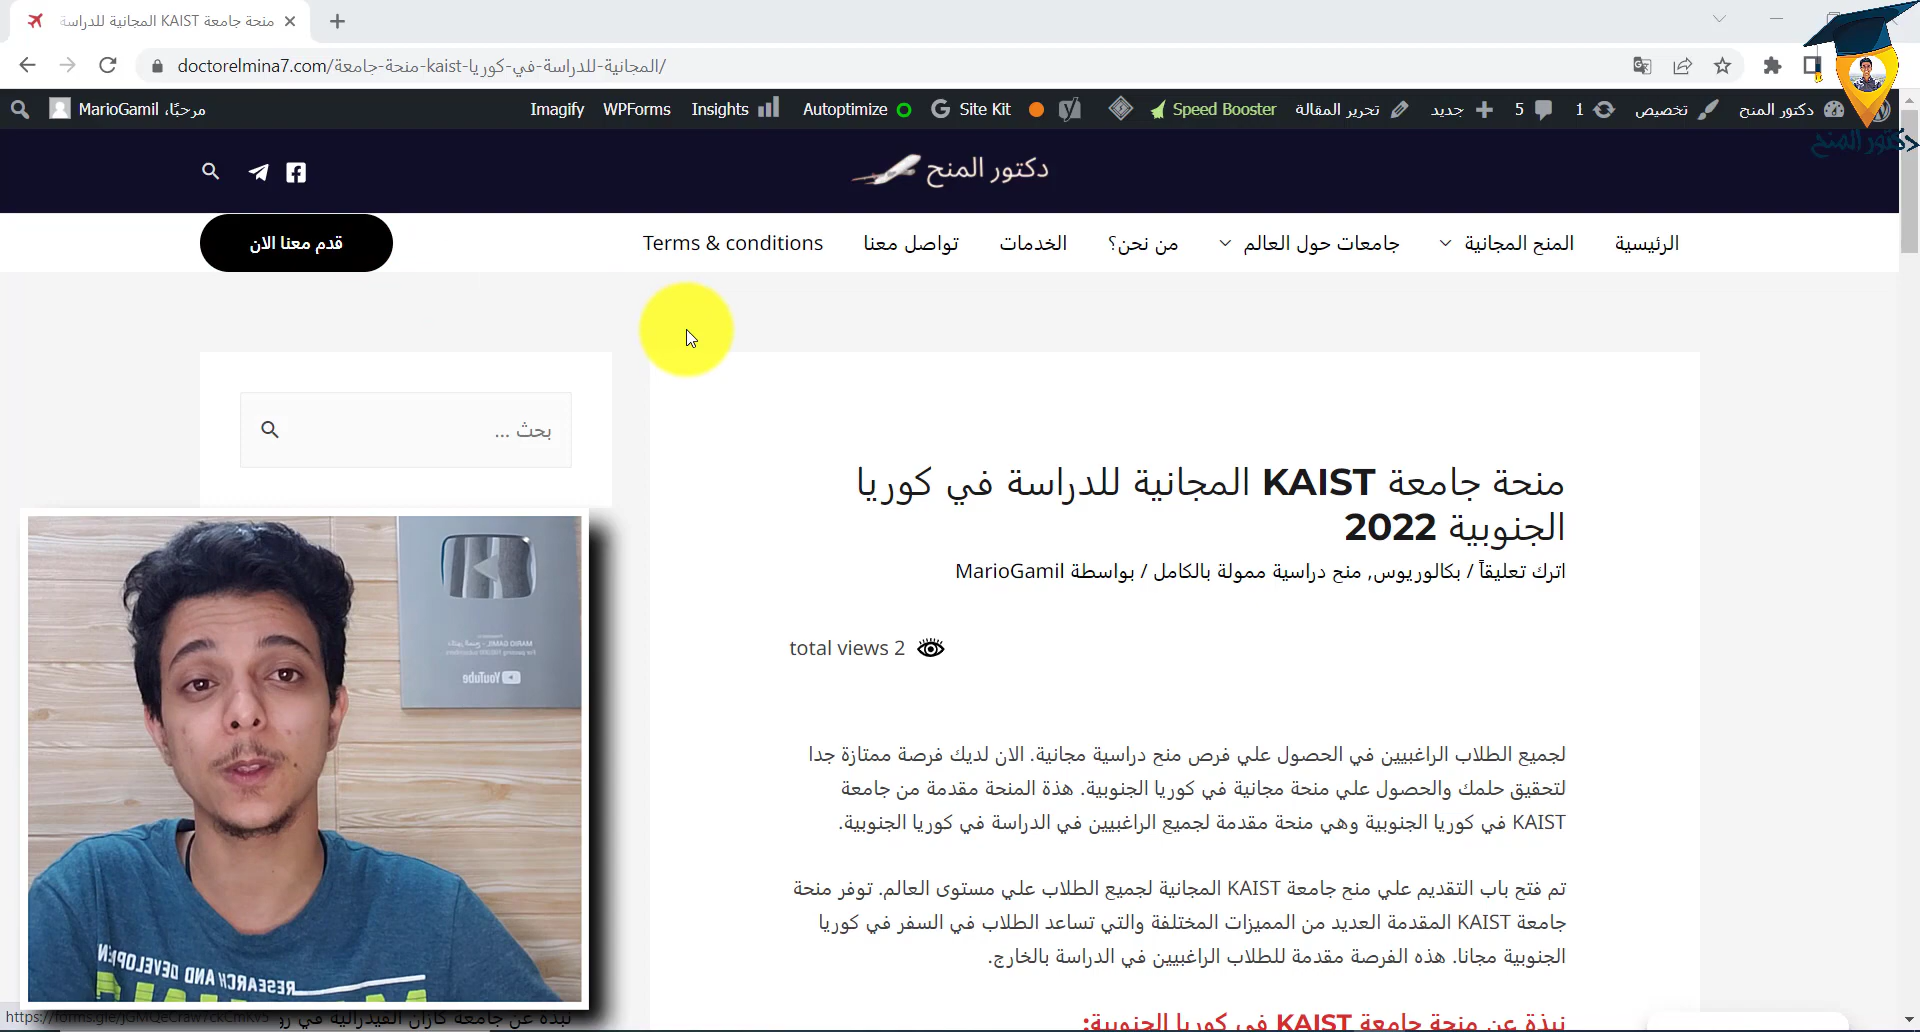 منحة جامعة KAIST المجانية للدراسة
doctorelmina7.com/منحة-جامعة-kaist-المجانية-للدراسة-في-كوريا/
مرحبًا، MarioGamil
Imagify
WPForms
Insights
Autoptimize
Site Kit
Speed Booster
تحرير المقالة
جديد
5
1
تخصيص
دكتور المنح
دكتور المنح
دكتور المنح
قدم معنا الان
الرئيسية
المنح المجانية
جامعات حول العالم
من نحن؟
الخدمات
تواصل معنا
Terms & conditions
بحث ...
منحة جامعة KAIST المجانية للدراسة في كوريا
الجنوبية 2022
اترك تعليقاً / بكالوريوس, منح دراسية ممولة بالكامل / بواسطة MarioGamil
total views 2
لجميع الطلاب الراغبيين في الحصول علي فرص منح دراسية مجانية. الان لديك فرصة ممتازة جدا
لتحقيق حلمك والحصول علي منحة مجانية في كوريا الجنوبية. هذة المنحة مقدمة من جامعة
KAIST في كوريا الجنوبية وهي منحة مقدمة لجميع الراغبيين في الدراسة في كوريا الجنوبية.
تم فتح باب التقديم علي منح جامعة KAIST المجانية لجميع الطلاب علي مستوى العالم. توفر منحة
جامعة KAIST المقدمة العديد من المميزات المختلفة والتي تساعد الطلاب في السفر في كوريا
الجنوبية مجانا. هذه الفرصة مقدمة للطلاب الراغبيين في الدراسة بالخارج.
نبذة عن منحة جامعة KAIST في كوريا الجنوبية:
MARIO GAMIL
YouTube
RESEARCH AND DEVELOPMEN